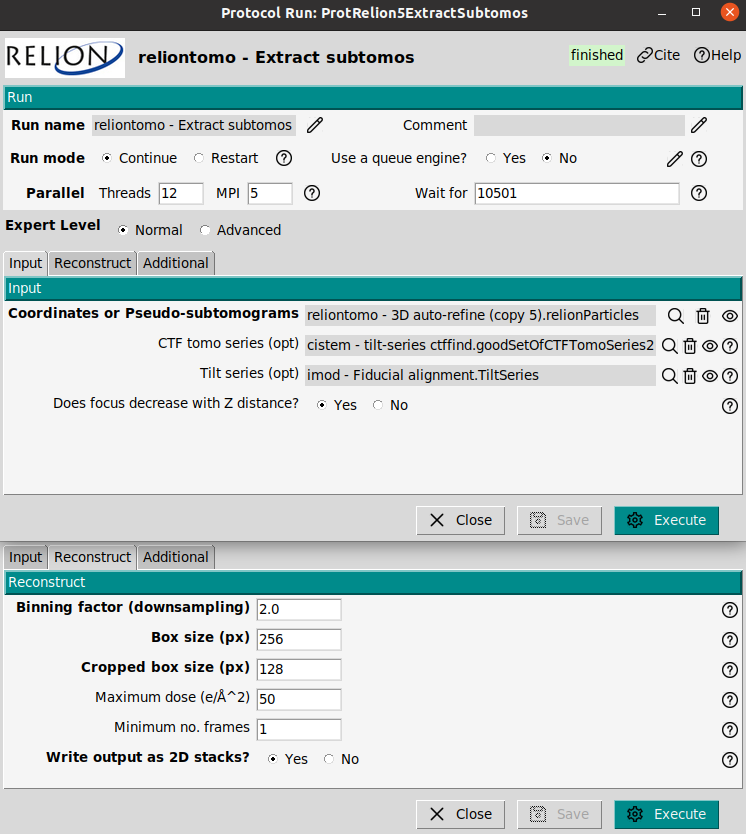 Protocol Run: ProtRelion5ExtractSubtomos
RELION reliontomo - Extract subtomos finished Cite Help
Run
Run name reliontomo - Extract subtomos Comment
Run mode Continue Restart Use a queue engine? Yes No
Parallel Threads 12 MPI 5 Wait for 10501
Expert Level Normal Advanced
Input Reconstruct Additional
Input
Coordinates or Pseudo-subtomograms reliontomo - 3D auto-refine (copy 5).relionParticles
CTF tomo series (opt) cistem - tilt-series ctffind.goodSetOfCTFTomoSeries2
Tilt series (opt) imod - Fiducial alignment.TiltSeries
Does focus decrease with Z distance? Yes No
Close Save Execute
Input Reconstruct Additional
Reconstruct
Binning factor (downsampling) 2.0
Box size (px) 256
Cropped box size (px) 128
Maximum dose (e/Å^2) 50
Minimum no. frames 1
Write output as 2D stacks? Yes No
Close Save Execute